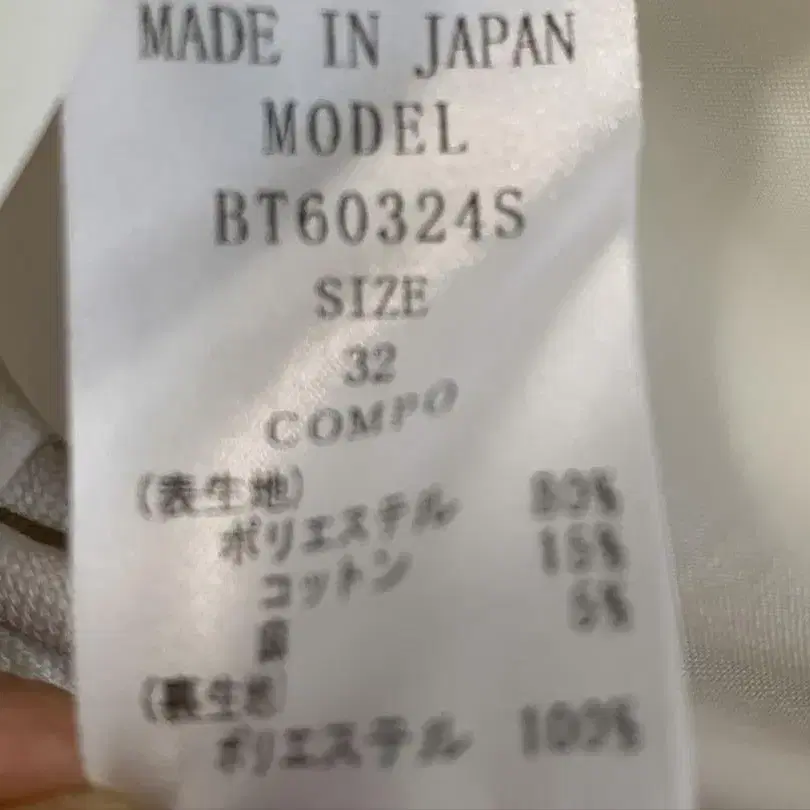 MADE IN JAPAN
MODEL
BT60324S
SIZE
32
COMPO
(表生地)
ポリエステル 80%
コットン 15%
5%
(裏生地)
ポリエステル 100%